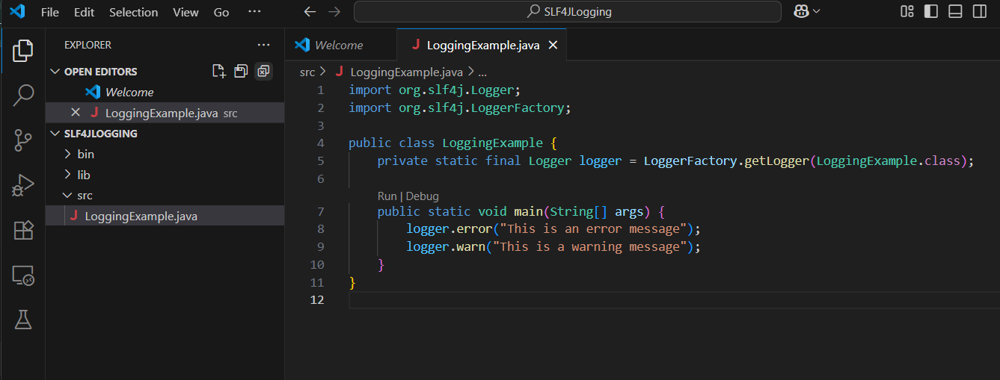 File Edit Selection View Go ···
SLF4JLogging
EXPLORER ···
OPEN EDITORS
Welcome
LoggingExample.java src
SLF4JLOGGING
bin
lib
src
LoggingExample.java
Welcome
LoggingExample.java
src > LoggingExample.java > ...
1 import org.slf4j.Logger;
2 import org.slf4j.LoggerFactory;
3
4 public class LoggingExample {
5 private static final Logger logger = LoggerFactory.getLogger(LoggingExample.class);
6
Run | Debug
7 public static void main(String[] args) {
8 logger.error("This is an error message");
9 logger.warn("This is a warning message");
10 }
11 }
12